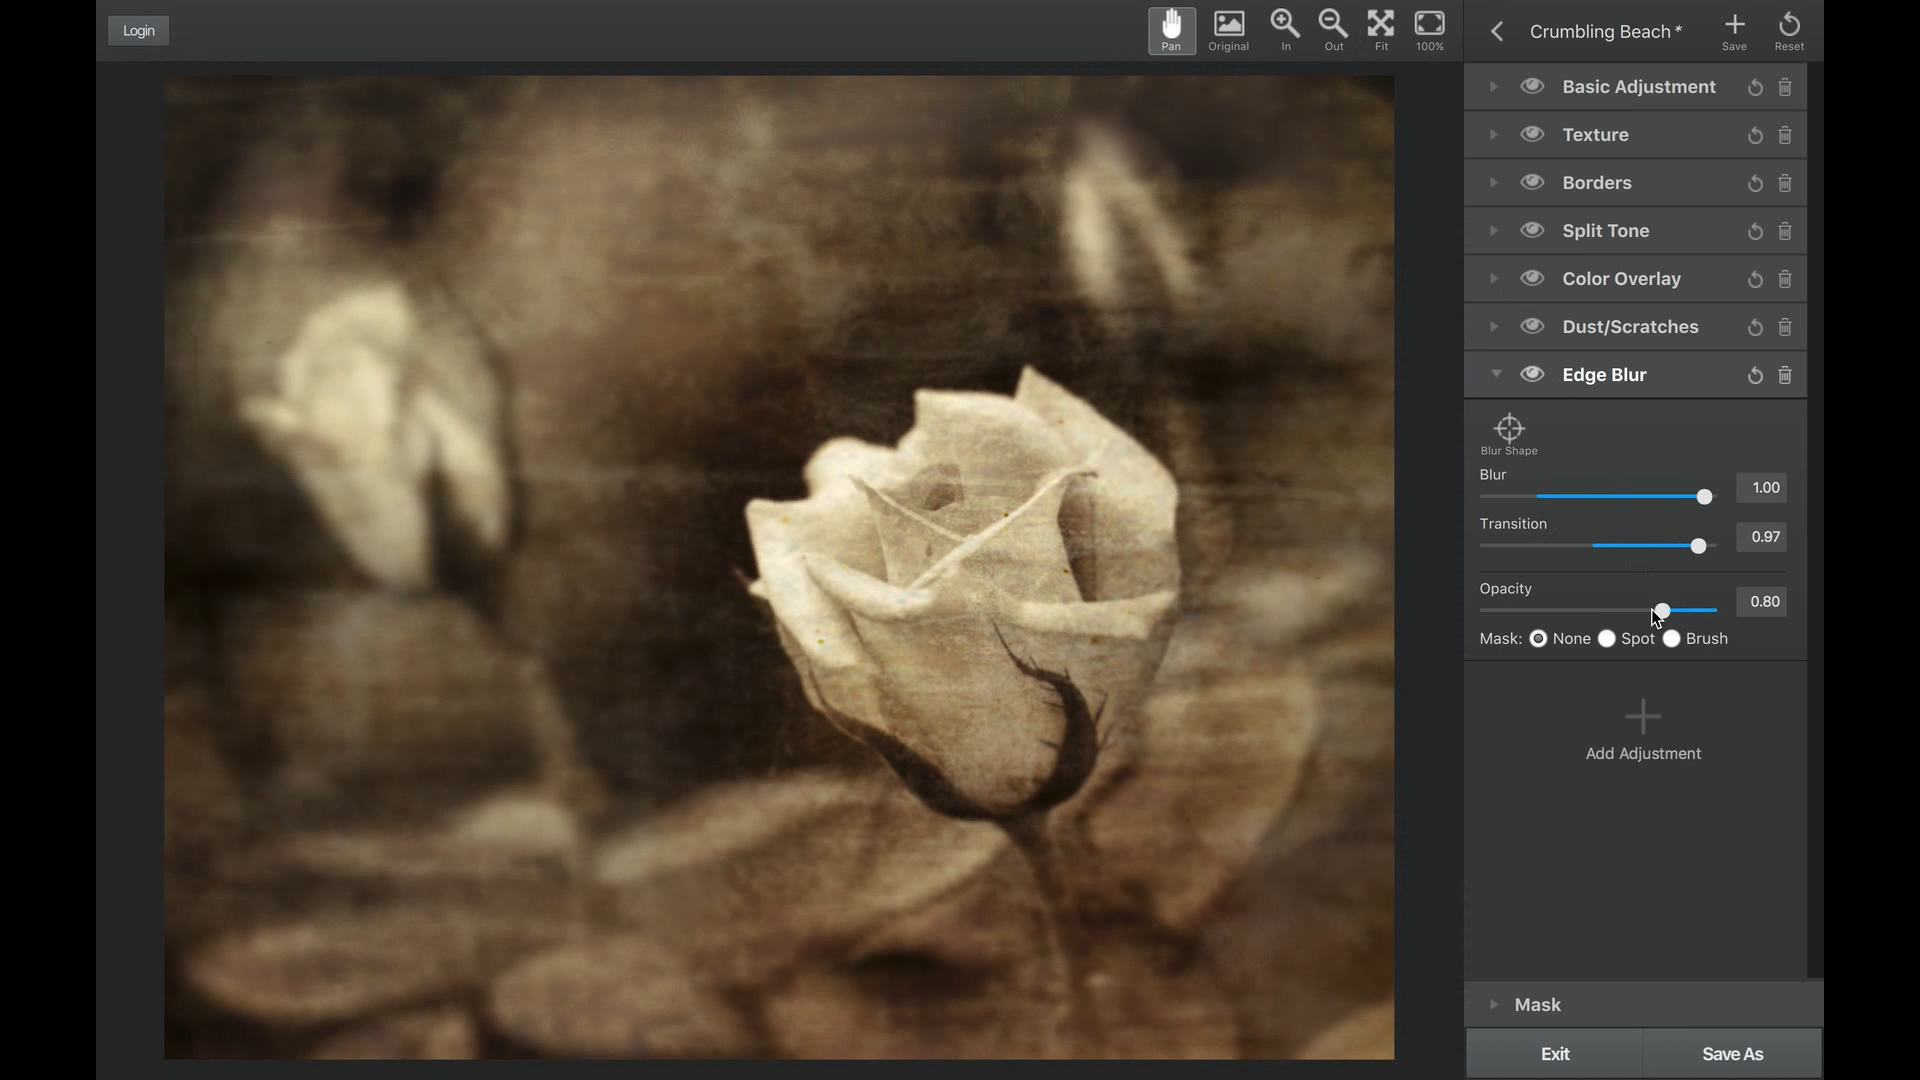 Login
Pan
Original
In
Out
Fit
100%
Crumbling Beach *
Save
Reset
Basic Adjustment
Texture
Borders
Split Tone
Color Overlay
Dust/Scratches
Edge Blur
Blur Shape
Blur
1.00
Transition
0.97
Opacity
0.80
Mask: None Spot Brush
Add Adjustment
Mask
Exit
Save As